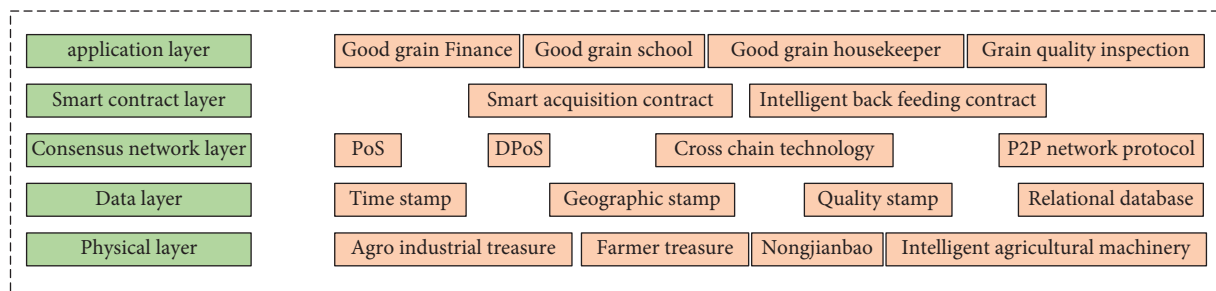 application layer Good grain Finance Good grain school Good grain housekeeper Grain quality inspection
Smart contract layer Smart acquisition contract Intelligent back feeding contract
Consensus network layer PoS DPoS Cross chain technology P2P network protocol
Data layer Time stamp Geographic stamp Quality stamp Relational database
Physical layer Agro industrial treasure Farmer treasure Nongjianbao Intelligent agricultural machinery